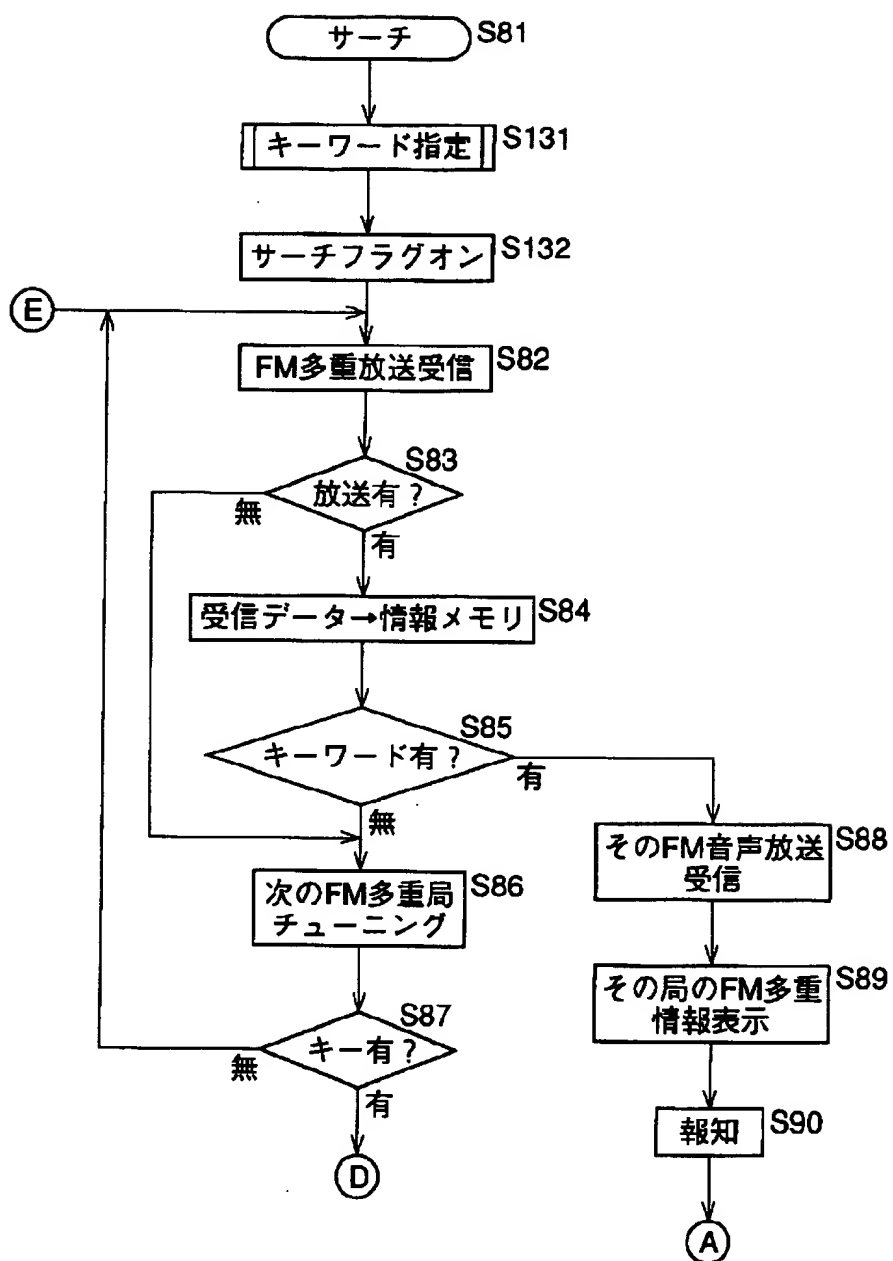 サーチ S81
キーワード指定 S131
サーチフラグオン S132
E
FM多重放送受信 S82
S83
放送有?
無
有
受信データ→情報メモリ S84
S85
キーワード有?
有
無
そのFM音声放送 S88
受信
次のFM多重局 S86
チューニング
その局のFM多重 S89
情報表示
S87
キー有?
無
有
報知 S90
D
A